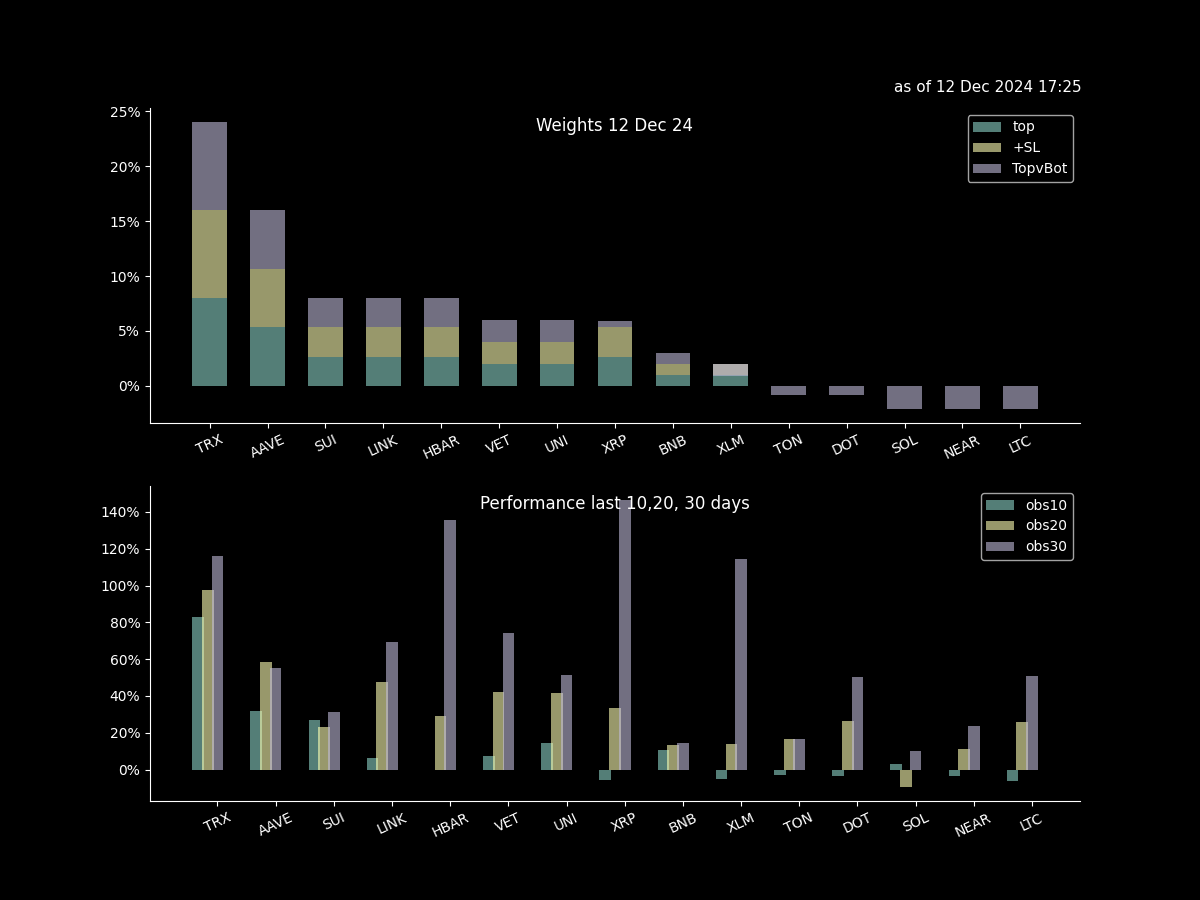 as of 12 Dec 2024 17:25
Weights 12 Dec 24
top
+SL
TopvBot
25%
20%
15%
10%
5%
0%
TRX AAVE SUI LINK HBAR VET UNI XRP BNB XLM TON DOT SOL NEAR LTC
Performance last 10,20, 30 days
obs10
obs20
obs30
140%
120%
100%
80%
60%
40%
20%
0%
TRX AAVE SUI LINK HBAR VET UNI XRP BNB XLM TON DOT SOL NEAR LTC